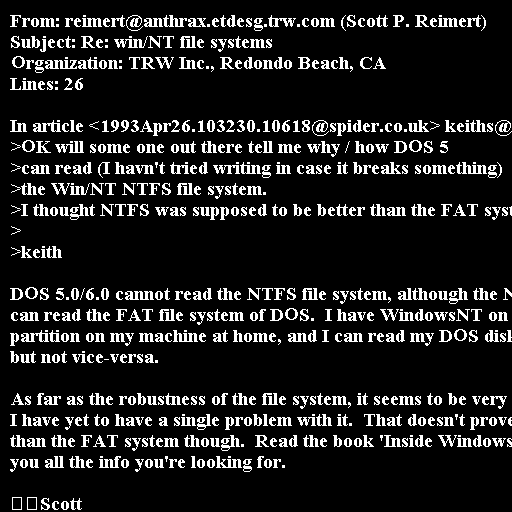 From: reimert@anthrax.etdesg.trw.com (Scott P. Reimert)
Subject: Re: win/NT file systems
Organization: TRW Inc., Redondo Beach, CA
Lines: 26

In article <1993Apr26.103230.10618@spider.co.uk> keiths@
>OK will some one out there tell me why / how DOS 5
>can read (I havn't tried writing in case it breaks something)
>the Win/NT NTFS file system.
>I thought NTFS was supposed to be better than the FAT syst
>
>keith

DOS 5.0/6.0 cannot read the NTFS file system, although the N
can read the FAT file system of DOS.  I have WindowsNT on
partition on my machine at home, and I can read my DOS disk
but not vice-versa.

As far as the robustness of the file system, it seems to be very
I have yet to have a single problem with it.  That doesn't prove
than the FAT system though.  Read the book 'Inside Windows
you all the info you're looking for.

Scott